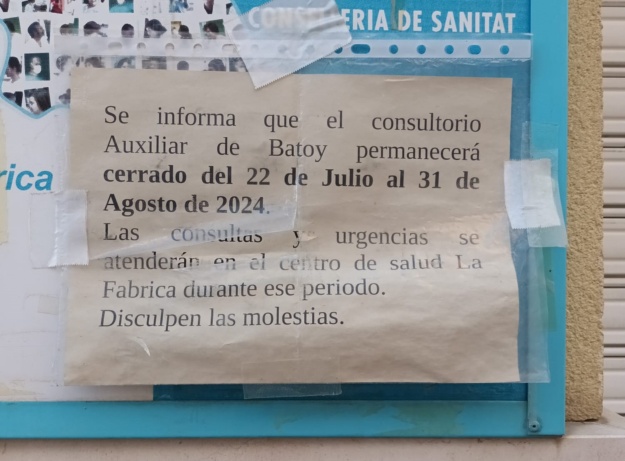 CONSELLERIA DE SANITAT
rica
Se informa que el consultorio
Auxiliar de Batoy permanecerá
cerrado del 22 de Julio al 31 de
Agosto de 2024.
Las consultas y urgencias se
atenderán en el centro de salud La
Fabrica durante ese periodo.
Disculpen las molestias.